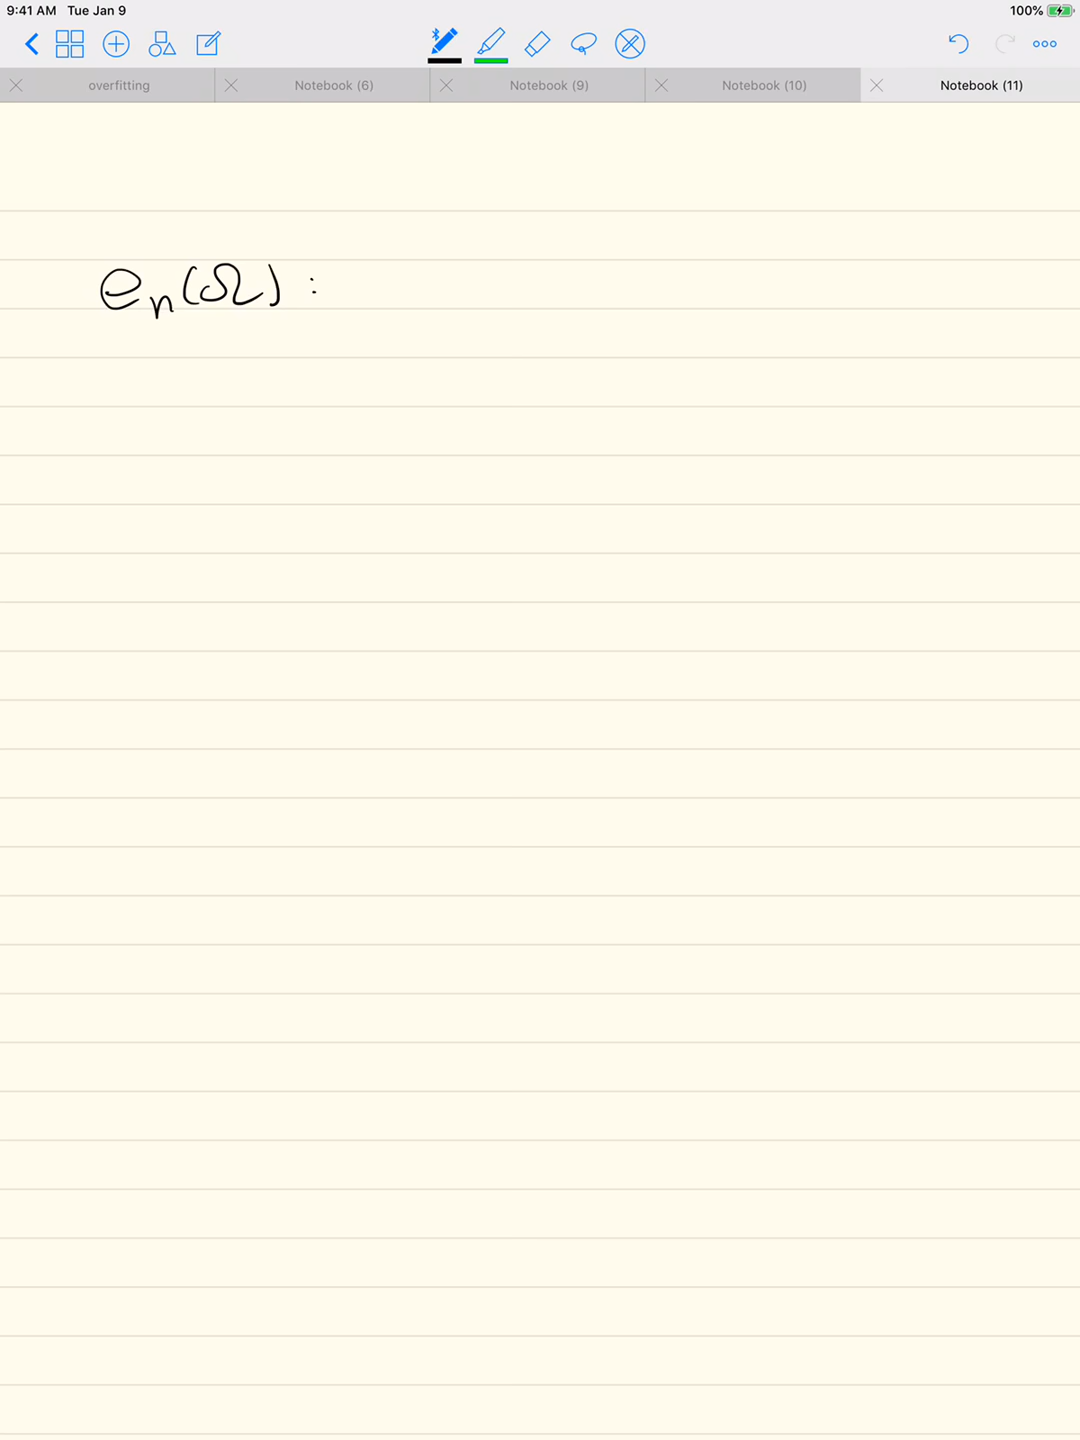 9:41 AM Tue Jan 9 100%
overfitting Notebook (6) Notebook (9) Notebook (10) Notebook (11)
eₙ(Ω) :